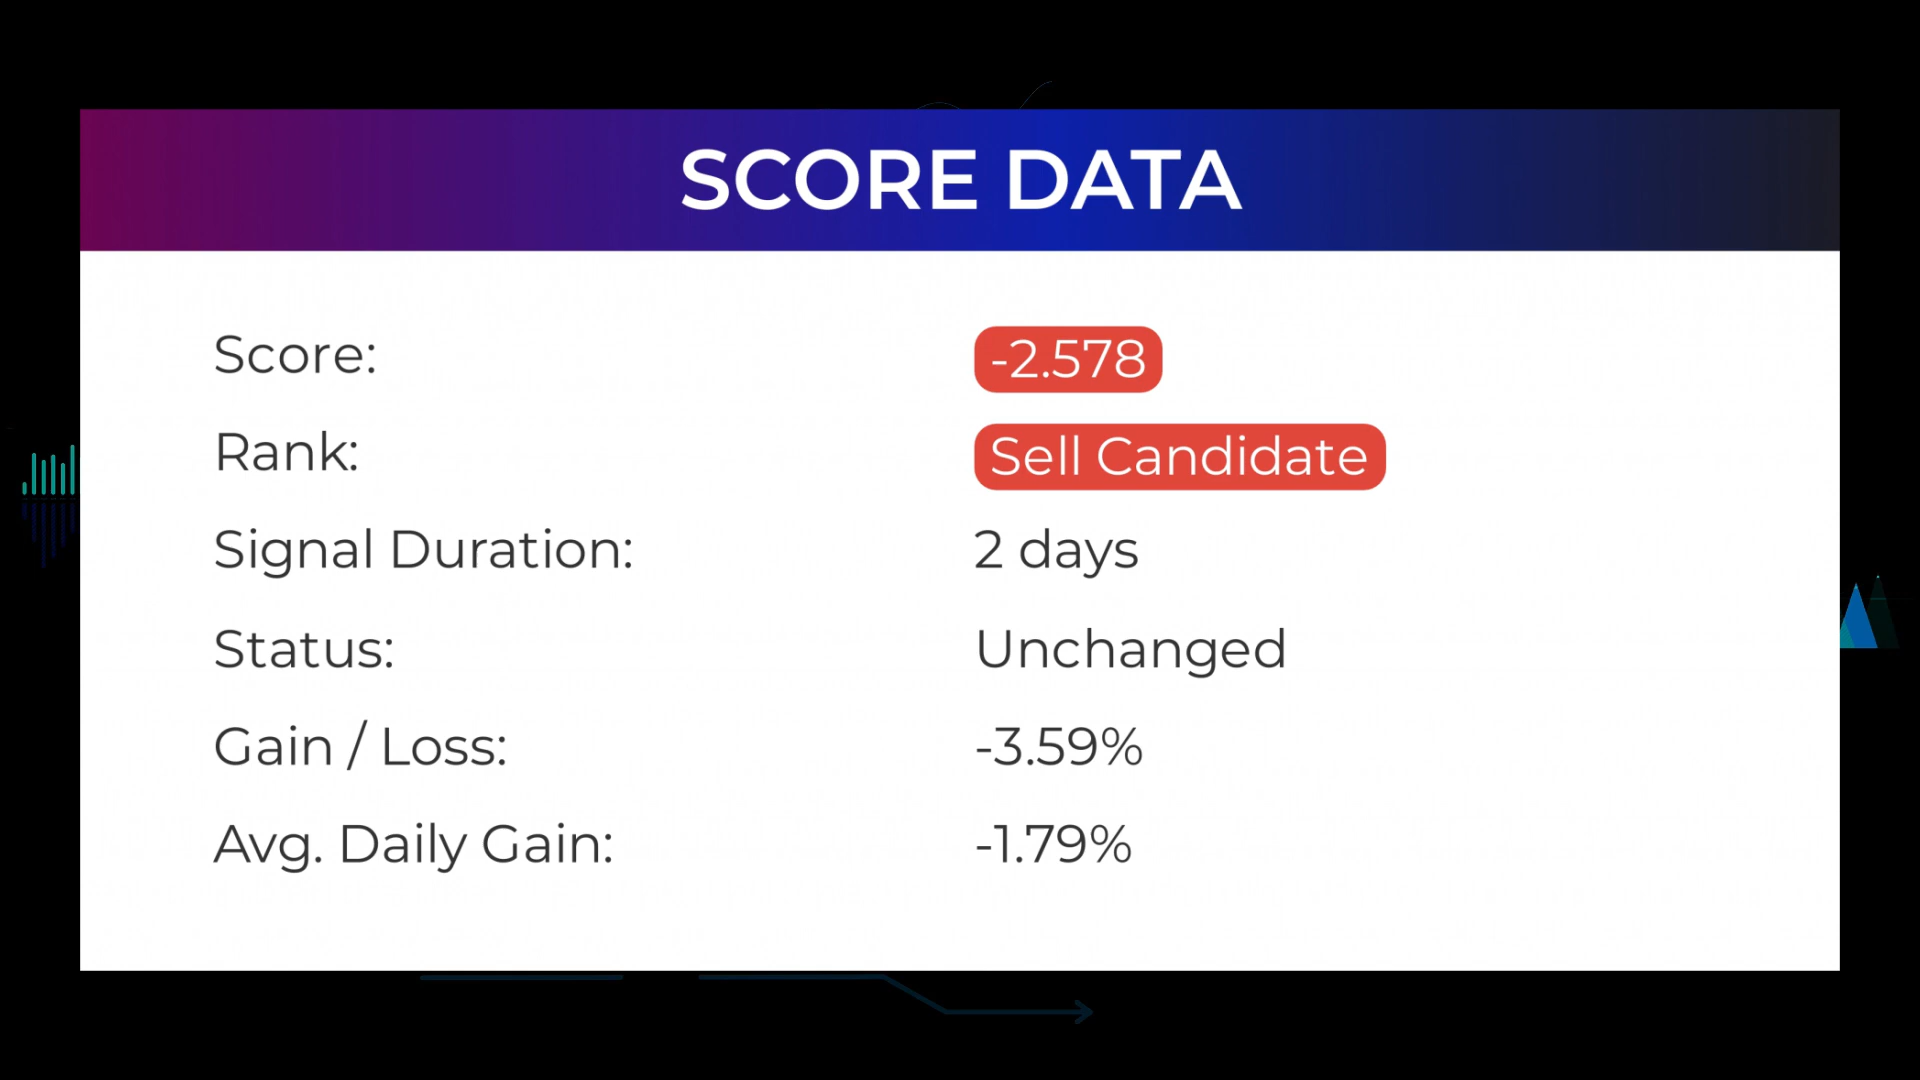 SCORE DATA
Score: -2.578
Rank: Sell Candidate
Signal Duration: 2 days
Status: Unchanged
Gain / Loss: -3.59%
Avg. Daily Gain: -1.79%